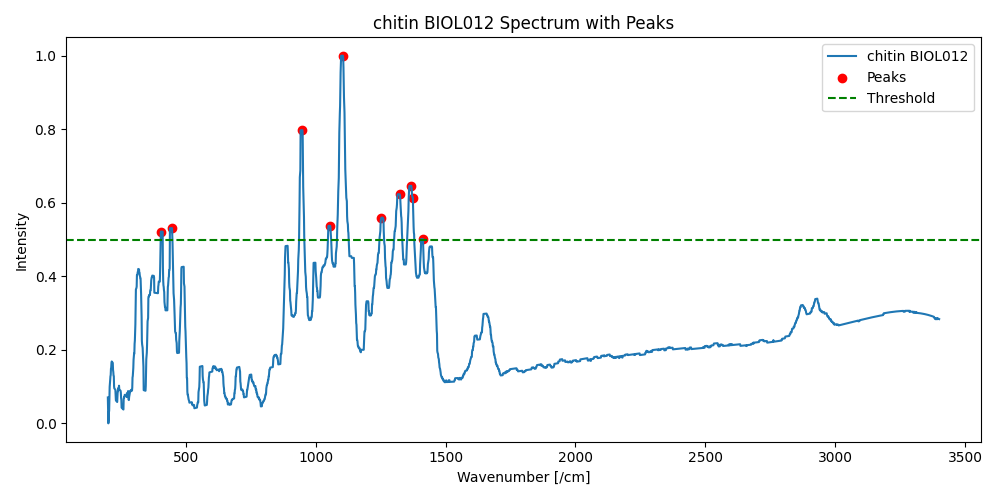 chitin BIOL012 Spectrum with Peaks
chitin BIOL012
Peaks
Threshold
1.0
0.8
0.6
0.4
0.2
0.0
Intensity
500
1000
1500
2000
2500
3000
3500
Wavenumber [/cm]